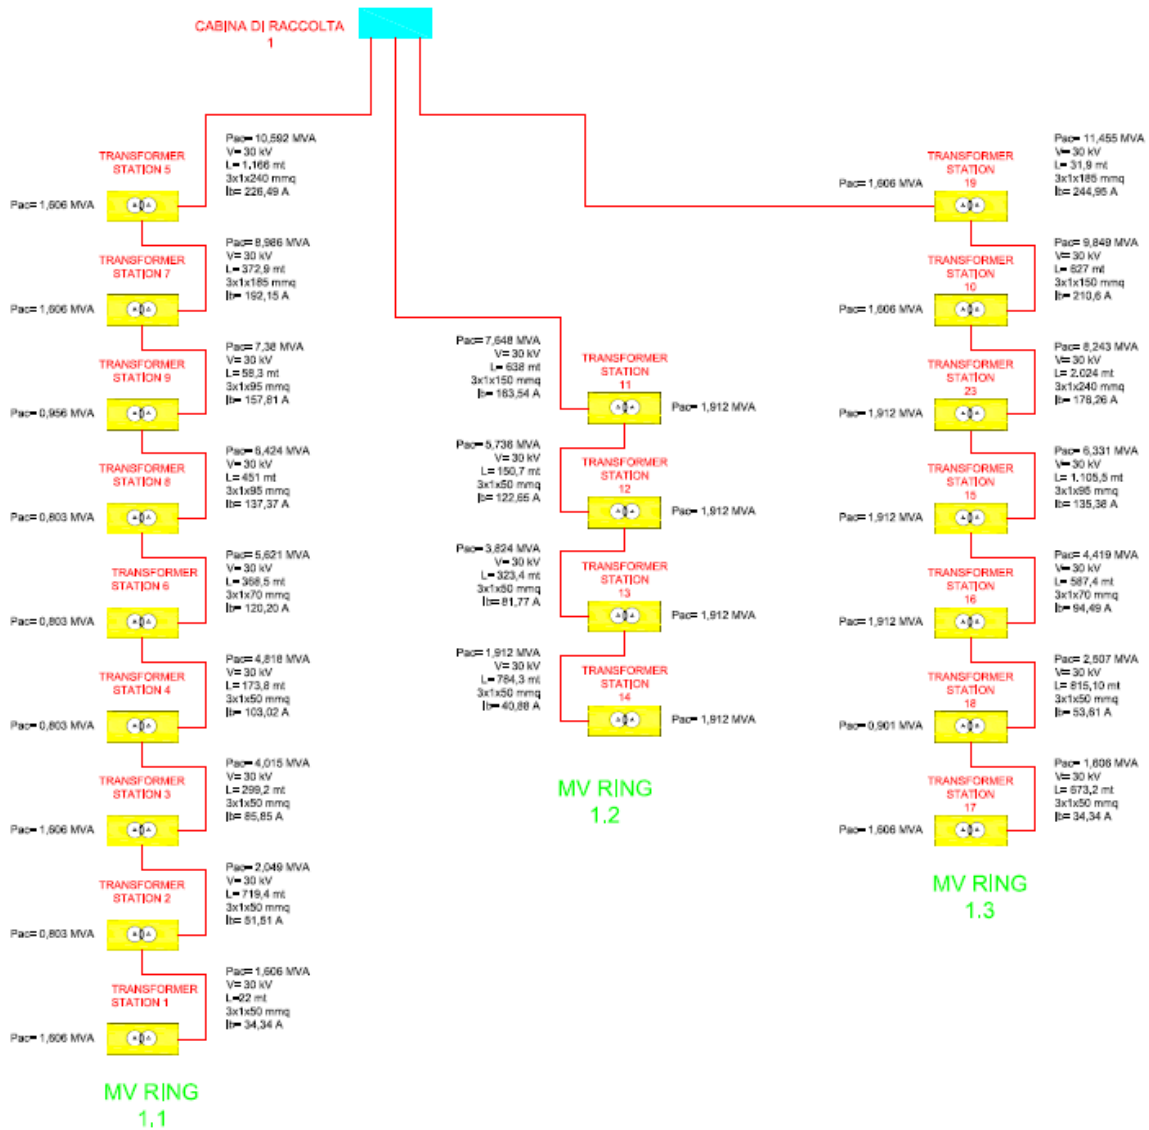 CABINA DI RACCOLTA
1
TRANSFORMER
STATION 5
Pac= 1,606 MVA
Pac= 10,592 MVA
V= 30 kV
L= 1,166 mt
3x1x240 mmq
Ib= 226,49 A
TRANSFORMER
STATION 7
Pac= 1,606 MVA
Pac= 8,986 MVA
V= 30 kV
L= 372,9 mt
3x1x185 mmq
Ib= 192,15 A
TRANSFORMER
STATION 9
Pac= 0,956 MVA
Pac= 7,38 MVA
V= 30 kV
L= 58,3 mt
3x1x95 mmq
Ib= 157,81 A
TRANSFORMER
STATION 8
Pac= 0,803 MVA
Pac= 6,424 MVA
V= 30 kV
L= 451 mt
3x1x95 mmq
Ib= 137,37 A
TRANSFORMER
STATION 6
Pac= 0,803 MVA
Pac= 5,621 MVA
V= 30 kV
L= 368,5 mt
3x1x70 mmq
Ib= 120,20 A
TRANSFORMER
STATION 4
Pac= 0,803 MVA
Pac= 4,818 MVA
V= 30 kV
L= 173,8 mt
3x1x50 mmq
Ib= 103,02 A
TRANSFORMER
STATION 3
Pac= 1,606 MVA
Pac= 4,015 MVA
V= 30 kV
L= 299,2 mt
3x1x50 mmq
Ib= 85,85 A
TRANSFORMER
STATION 2
Pac= 0,803 MVA
Pac= 2,049 MVA
V= 30 kV
L= 719,4 mt
3x1x50 mmq
Ib= 51,51 A
TRANSFORMER
STATION 1
Pac= 1,606 MVA
Pac= 1,606 MVA
V= 30 kV
L=22 mt
3x1x50 mmq
Ib= 34,34 A
MV RING
1.1
Pac= 7,648 MVA
V= 30 kV
L= 638 mt
3x1x150 mmq
Ib= 163,54 A
TRANSFORMER
STATION
11
Pac= 1,912 MVA
Pac= 5,736 MVA
V= 30 kV
L= 150,7 mt
3x1x50 mmq
Ib= 122,65 A
TRANSFORMER
STATION
12
Pac= 1,912 MVA
Pac= 3,824 MVA
V= 30 kV
L= 323,4 mt
3x1x50 mmq
Ib= 81,77 A
TRANSFORMER
STATION
13
Pac= 1,912 MVA
Pac= 1,912 MVA
V= 30 kV
L= 784,3 mt
3x1x50 mmq
Ib= 40,88 A
TRANSFORMER
STATION
14
Pac= 1,912 MVA
MV RING
1.2
Pac= 1,606 MVA
TRANSFORMER
STATION
19
Pac= 11,455 MVA
V= 30 kV
L= 31,9 mt
3x1x185 mmq
Ib= 244,95 A
Pac= 1,606 MVA
TRANSFORMER
STATION
10
Pac= 9,849 MVA
V= 30 kV
L= 627 mt
3x1x150 mmq
Ib= 210,6 A
Pac= 1,912 MVA
TRANSFORMER
STATION
23
Pac= 8,243 MVA
V= 30 kV
L= 2,024 mt
3x1x240 mmq
Ib= 176,26 A
Pac= 1,912 MVA
TRANSFORMER
STATION
15
Pac= 6,331 MVA
V= 30 kV
L= 1.105,5 mt
3x1x95 mmq
Ib= 135,38 A
Pac= 1,912 MVA
TRANSFORMER
STATION
16
Pac= 4,419 MVA
V= 30 kV
L= 587,4 mt
3x1x70 mmq
Ib= 94,49 A
Pac= 0,901 MVA
TRANSFORMER
STATION
18
Pac= 2,507 MVA
V= 30 kV
L= 815,10 mt
3x1x50 mmq
Ib= 53,61 A
Pac= 1,606 MVA
TRANSFORMER
STATION
17
Pac= 1,606 MVA
V= 30 kV
L= 673,2 mt
3x1x50 mmq
Ib= 34,34 A
MV RING
1.3